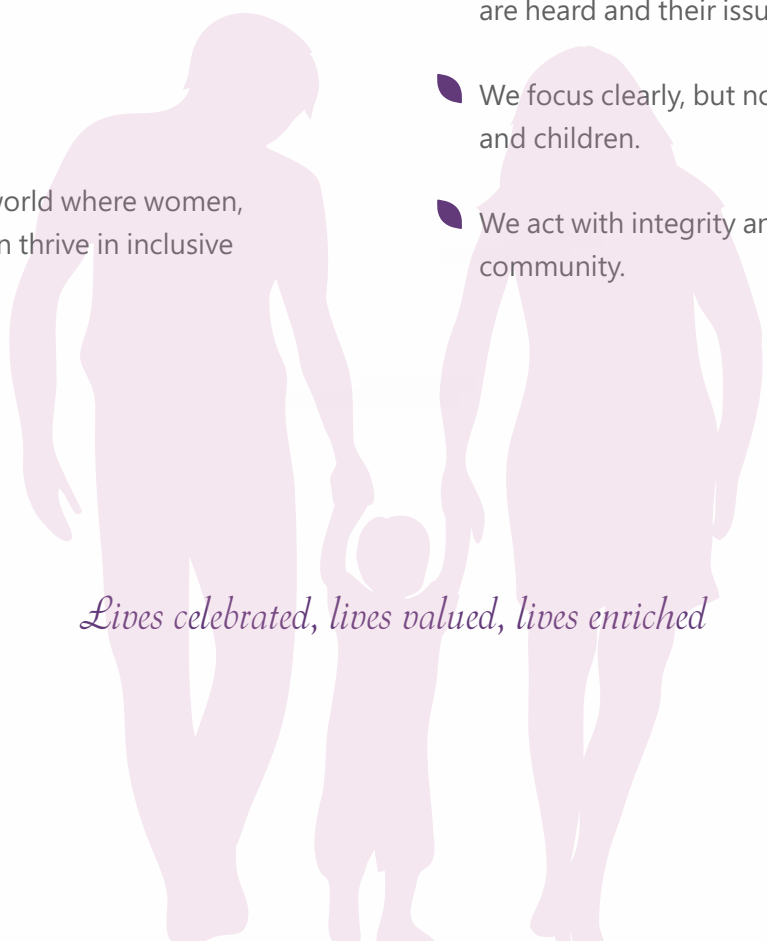 are heard and their issu
We focus clearly, but no
and children.
world where women,
n thrive in inclusive
We act with integrity an
community.
Lives celebrated, lives valued, lives enriched